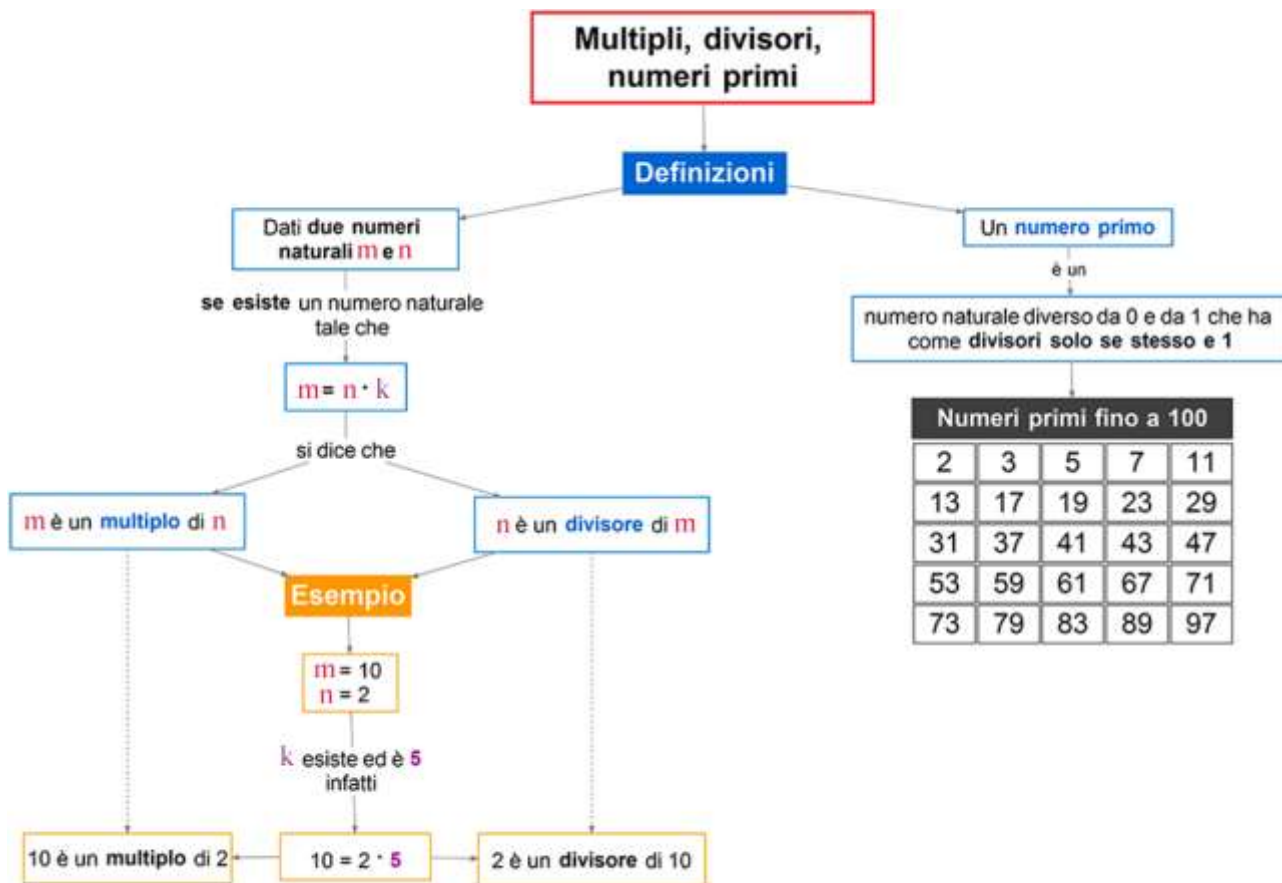 Multipli, divisori,
numeri primi
Definizioni
Dati due numeri
naturali m e n
se esiste un numero naturale
tale che
m = n · k
si dice che
m è un multiplo di n
n è un divisore di m
Esempio
m = 10
n = 2
k esiste ed è 5
infatti
10 è un multiplo di 2
10 = 2 · 5
2 è un divisore di 10
Un numero primo
è un
numero naturale diverso da 0 e da 1 che ha
come divisori solo se stesso e 1
Numeri primi fino a 100
2 3 5 7 11
13 17 19 23 29
31 37 41 43 47
53 59 61 67 71
73 79 83 89 97